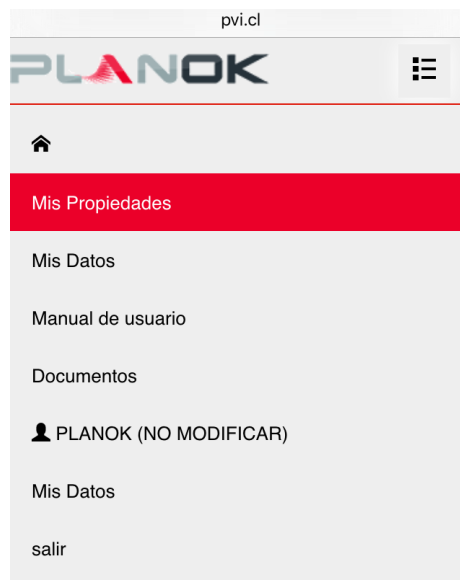 pvi.cl
PLANOK
Mis Propiedades
Mis Datos
Manual de usuario
Documentos
PLANOK (NO MODIFICAR)
Mis Datos
salir